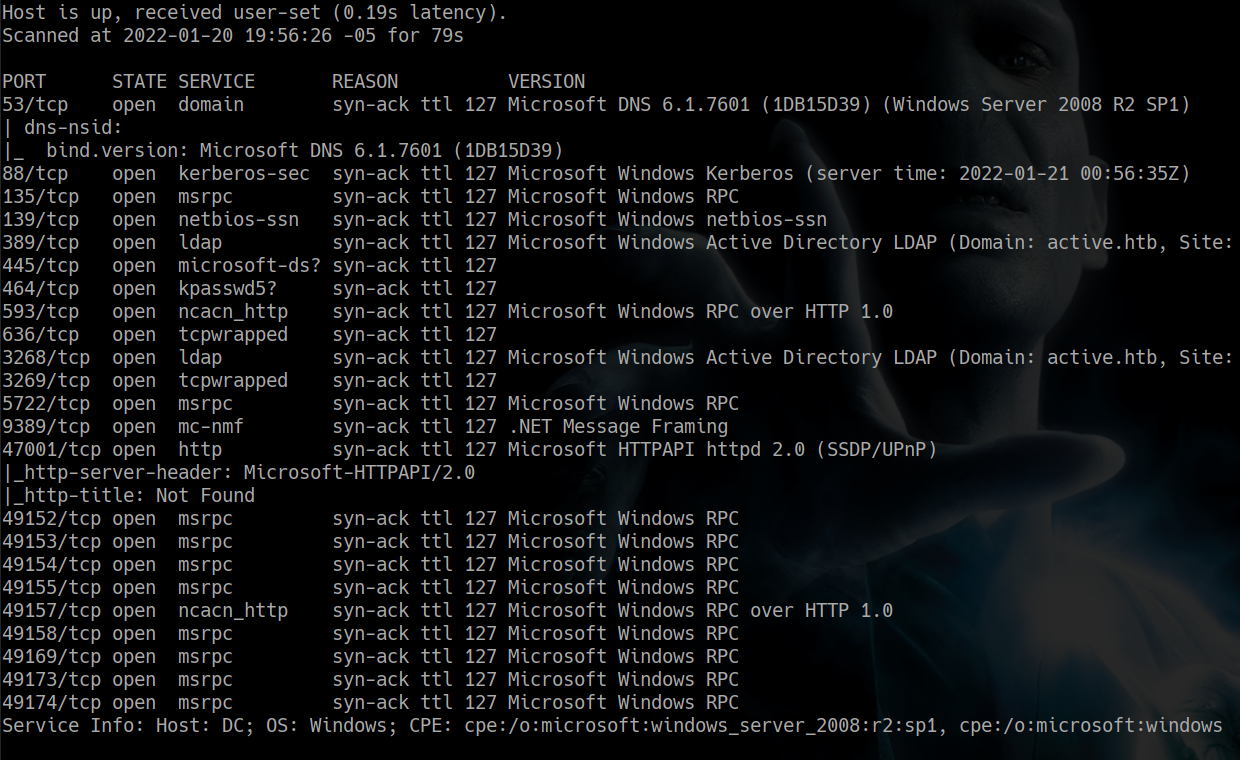 Host is up, received user-set (0.19s latency).
Scanned at 2022-01-20 19:56:26 -05 for 79s
PORT      STATE SERVICE       REASON          VERSION
53/tcp    open  domain        syn-ack ttl 127 Microsoft DNS 6.1.7601 (1DB15D39) (Windows Server 2008 R2 SP1)
| dns-nsid:
|_  bind.version: Microsoft DNS 6.1.7601 (1DB15D39)
88/tcp    open  kerberos-sec  syn-ack ttl 127 Microsoft Windows Kerberos (server time: 2022-01-21 00:56:35Z)
135/tcp   open  msrpc         syn-ack ttl 127 Microsoft Windows RPC
139/tcp   open  netbios-ssn   syn-ack ttl 127 Microsoft Windows netbios-ssn
389/tcp   open  ldap          syn-ack ttl 127 Microsoft Windows Active Directory LDAP (Domain: active.htb, Site:
445/tcp   open  microsoft-ds? syn-ack ttl 127
464/tcp   open  kpasswd5?     syn-ack ttl 127
593/tcp   open  ncacn_http    syn-ack ttl 127 Microsoft Windows RPC over HTTP 1.0
636/tcp   open  tcpwrapped    syn-ack ttl 127
3268/tcp  open  ldap          syn-ack ttl 127 Microsoft Windows Active Directory LDAP (Domain: active.htb, Site:
3269/tcp  open  tcpwrapped    syn-ack ttl 127
5722/tcp  open  msrpc         syn-ack ttl 127 Microsoft Windows RPC
9389/tcp  open  mc-nmf        syn-ack ttl 127 .NET Message Framing
47001/tcp open  http          syn-ack ttl 127 Microsoft HTTPAPI httpd 2.0 (SSDP/UPnP)
|_http-server-header: Microsoft-HTTPAPI/2.0
|_http-title: Not Found
49152/tcp open  msrpc         syn-ack ttl 127 Microsoft Windows RPC
49153/tcp open  msrpc         syn-ack ttl 127 Microsoft Windows RPC
49154/tcp open  msrpc         syn-ack ttl 127 Microsoft Windows RPC
49155/tcp open  msrpc         syn-ack ttl 127 Microsoft Windows RPC
49157/tcp open  ncacn_http    syn-ack ttl 127 Microsoft Windows RPC over HTTP 1.0
49158/tcp open  msrpc         syn-ack ttl 127 Microsoft Windows RPC
49169/tcp open  msrpc         syn-ack ttl 127 Microsoft Windows RPC
49173/tcp open  msrpc         syn-ack ttl 127 Microsoft Windows RPC
49174/tcp open  msrpc         syn-ack ttl 127 Microsoft Windows RPC
Service Info: Host: DC; OS: Windows; CPE: cpe:/o:microsoft:windows_server_2008:r2:sp1, cpe:/o:microsoft:windows